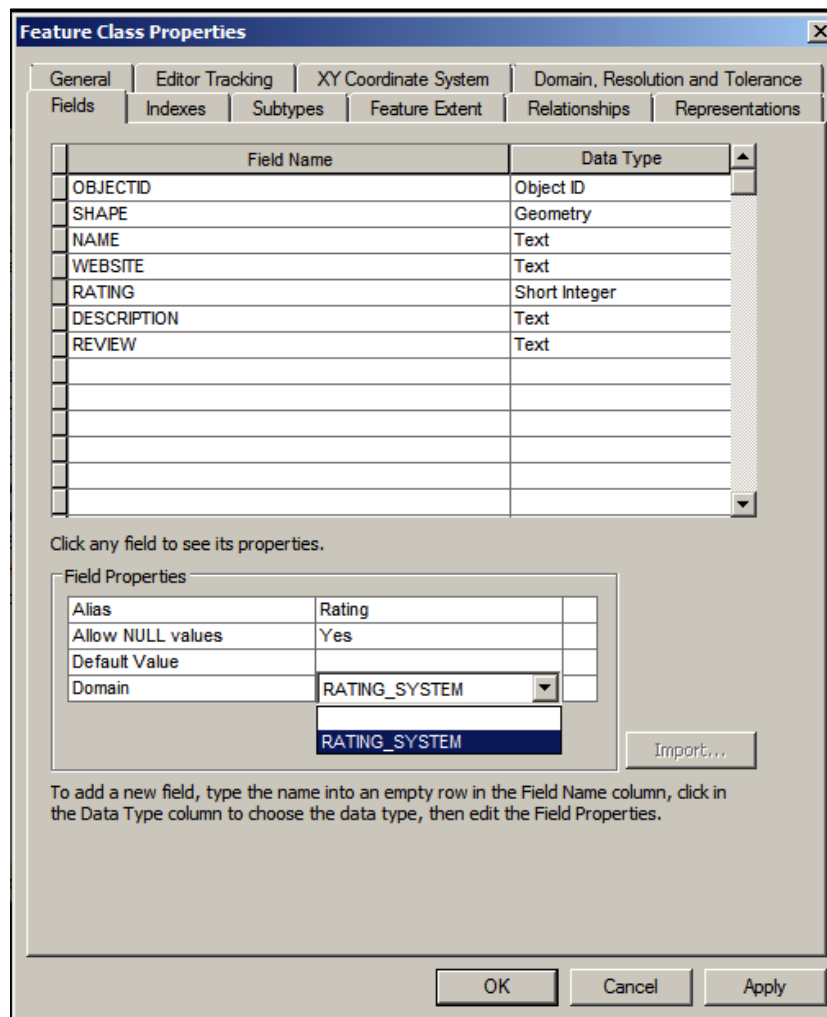 Feature Class Properties
General Editor Tracking XY Coordinate System Domain, Resolution and Tolerance
Fields Indexes Subtypes Feature Extent Relationships Representations
Field Name Data Type
OBJECTID Object ID
SHAPE Geometry
NAME Text
WEBSITE Text
RATING Short Integer
DESCRIPTION Text
REVIEW Text
Click any field to see its properties.
Field Properties
Alias Rating
Allow NULL values Yes
Default Value
Domain RATING_SYSTEM
RATING_SYSTEM
Import...
To add a new field, type the name into an empty row in the Field Name column, click in
the Data Type column to choose the data type, then edit the Field Properties.
OK Cancel Apply